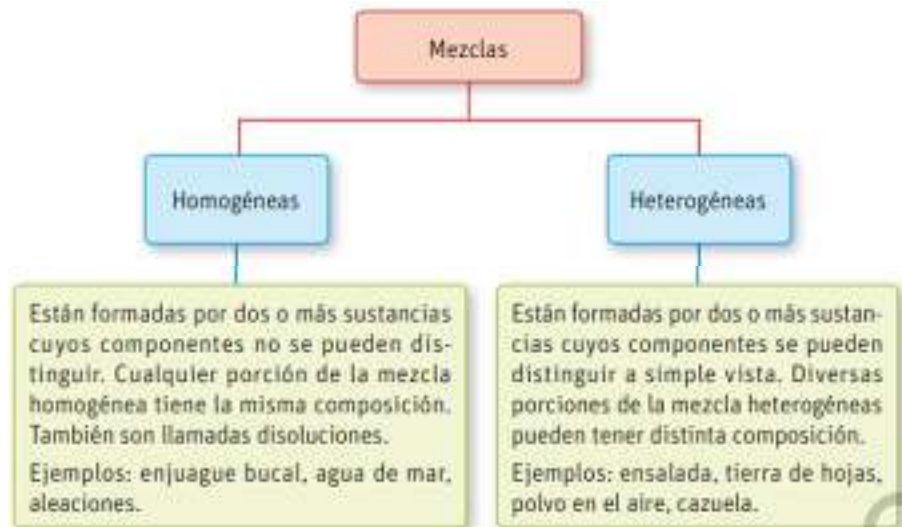 Mezclas
Homogéneas
Heterogéneas
Están formadas por dos o más sustancias
cuyos componentes no se pueden dis-
tinguir. Cualquier porción de la mezcla
homogénea tiene la misma composición.
También son llamadas disoluciones.
Ejemplos: enjuague bucal, agua de mar,
aleaciones.
Están formadas por dos o más sustan-
cias cuyos componentes se pueden
distinguir a simple vista. Diversas
porciones de la mezcla heterogéneas
pueden tener distinta composición.
Ejemplos: ensalada, tierra de hojas,
polvo en el aire, cazuela.